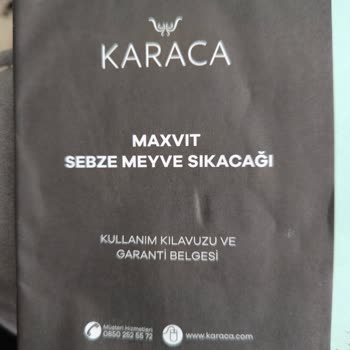 KARACA
MAXVIT
SEBZE MEYVE SIKACAĞI
KULLANIM KILAVUZU VE
GARANTİ BELGESİ
Müşteri Hizmetleri
0850 252 55 72
www.karaca.com